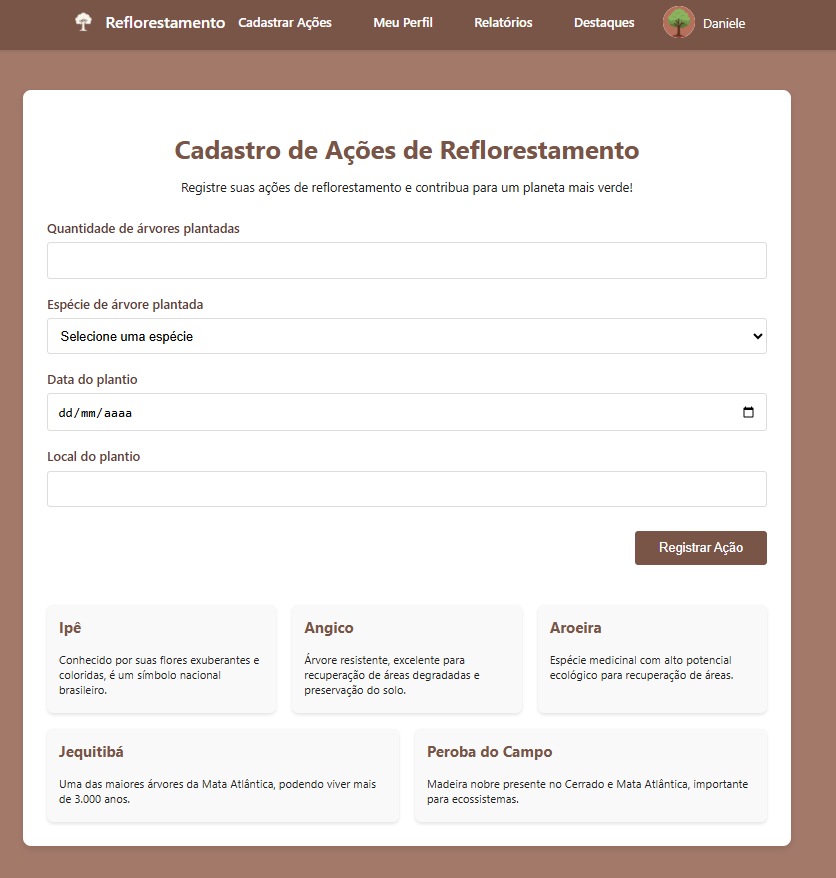 Reflorestamento Cadastrar Ações Meu Perfil Relatórios Destaques Daniele
Cadastro de Ações de Reflorestamento
Registre suas ações de reflorestamento e contribua para um planeta mais verde!
Quantidade de árvores plantadas
Espécie de árvore plantada
Selecione uma espécie
Data do plantio
dd/mm/aaaa
Local do plantio
Registrar Ação
Ipê
Conhecido por suas flores exuberantes e
coloridas, é um símbolo nacional
brasileiro.
Angico
Árvore resistente, excelente para
recuperação de áreas degradadas e
preservação do solo.
Aroeira
Espécie medicinal com alto potencial
ecológico para recuperação de áreas.
Jequitibá
Uma das maiores árvores da Mata Atlântica, podendo viver mais
de 3.000 anos.
Peroba do Campo
Madeira nobre presente no Cerrado e Mata Atlântica, importante
para ecossistemas.